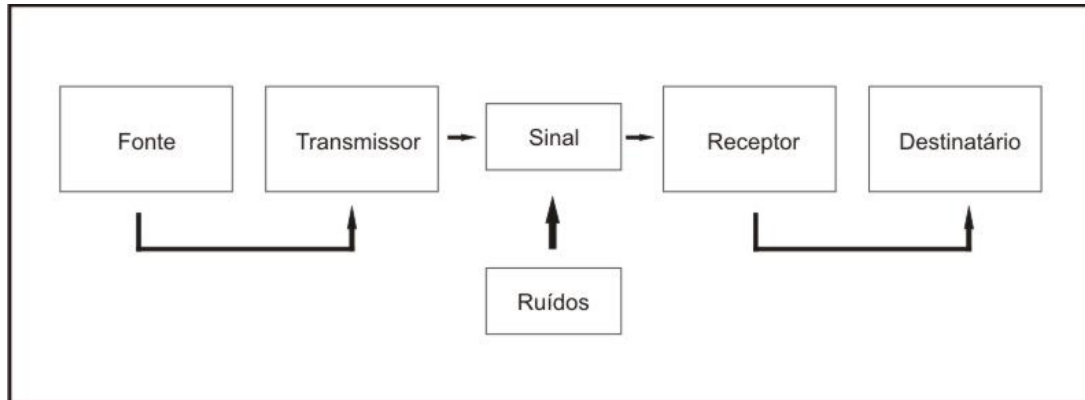 Fonte
Transmissor
Sinal
Receptor
Destinatário
Ruídos